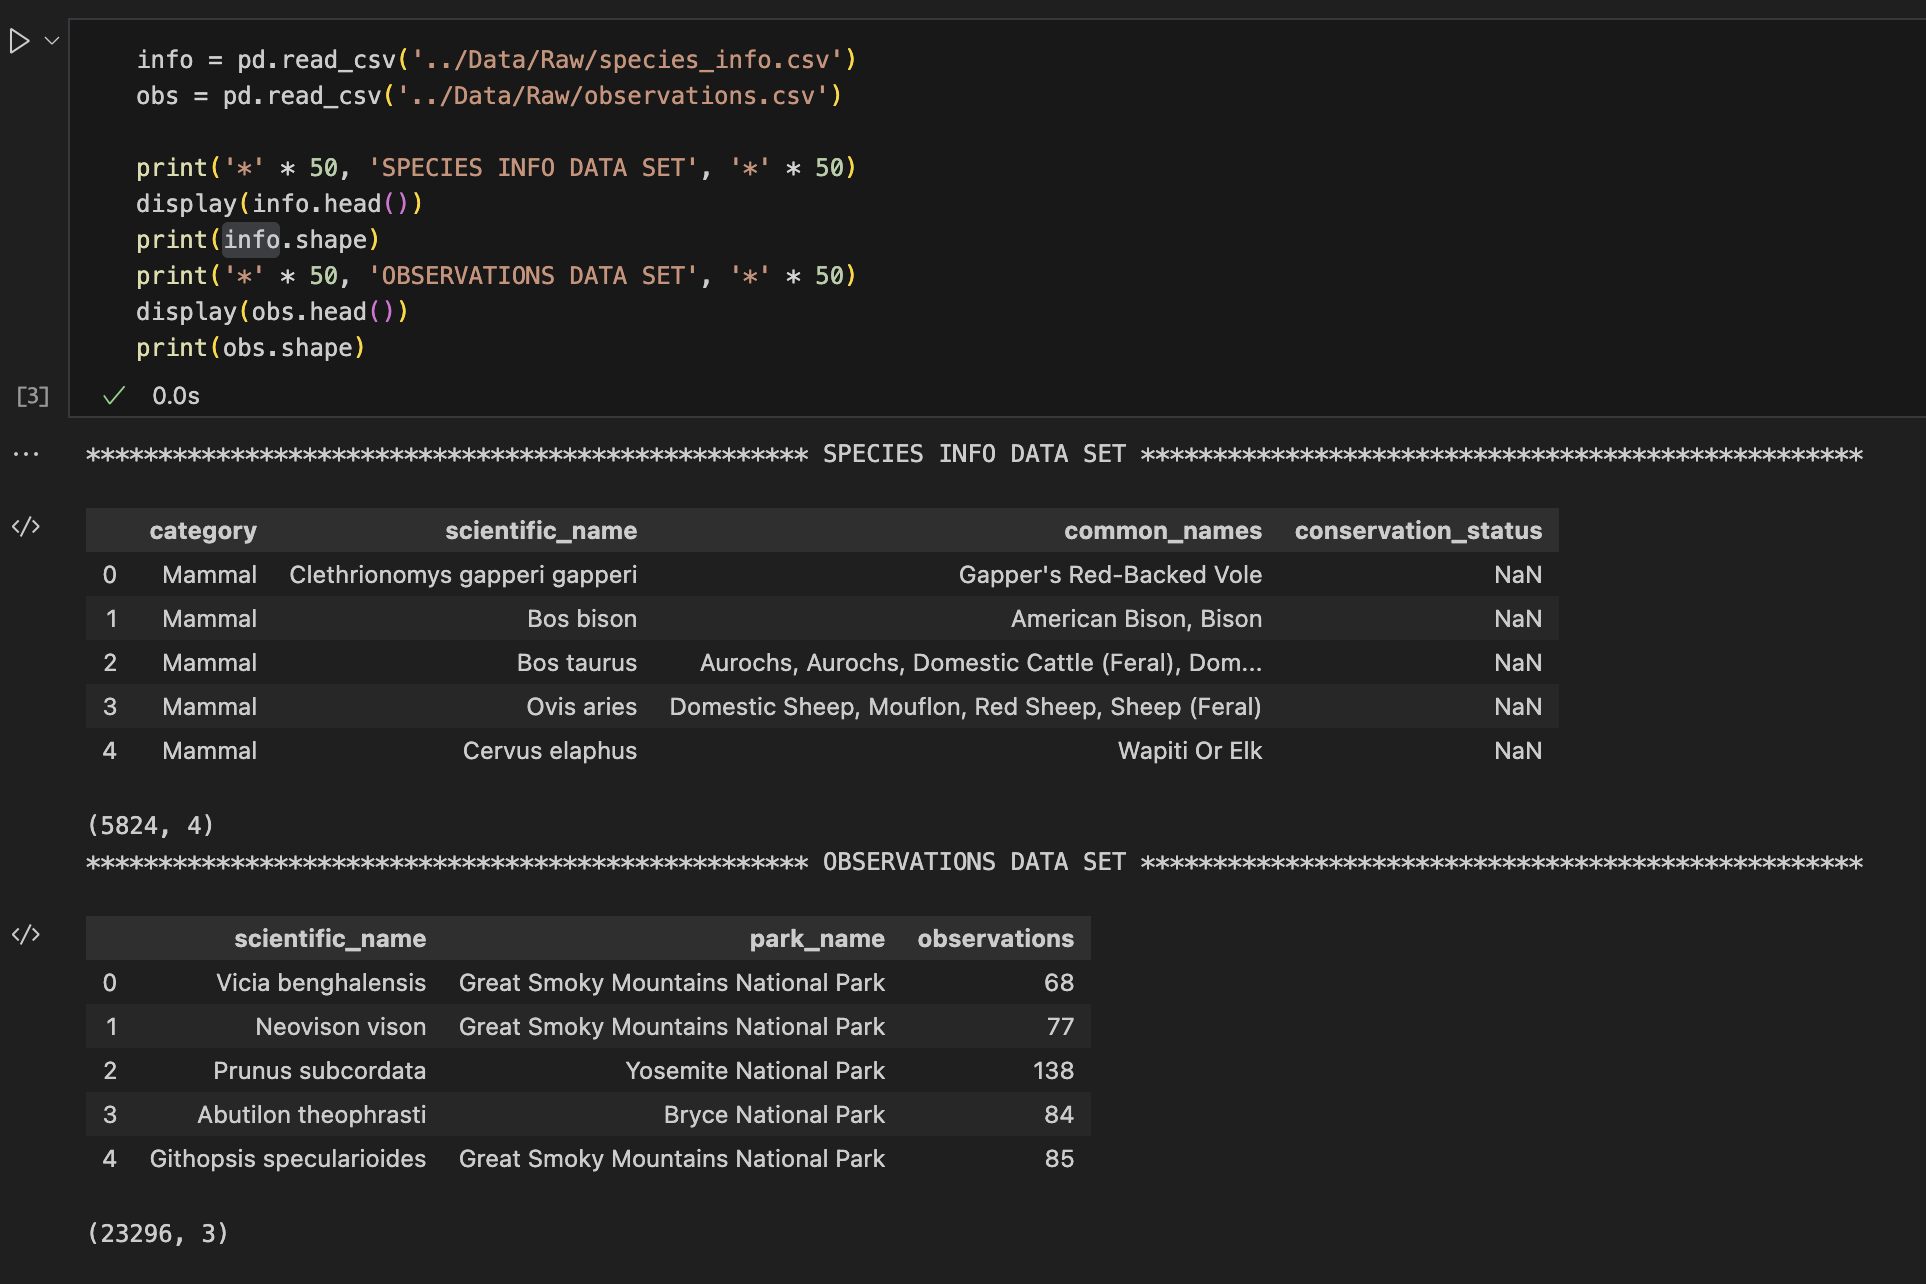 info = pd.read_csv('../Data/Raw/species_info.csv')
obs = pd.read_csv('../Data/Raw/observations.csv')
print('*' * 50, 'SPECIES INFO DATA SET', '*' * 50)
display(info.head())
print(info.shape)
print('*' * 50, 'OBSERVATIONS DATA SET', '*' * 50)
display(obs.head())
print(obs.shape)
[3] ✓ 0.0s
************************************************** SPECIES INFO DATA SET **************************************************
category scientific_name common_names conservation_status
0 Mammal Clethrionomys gapperi gapperi Gapper's Red-Backed Vole NaN
1 Mammal Bos bison American Bison, Bison NaN
2 Mammal Bos taurus Aurochs, Aurochs, Domestic Cattle (Feral), Dom... NaN
3 Mammal Ovis aries Domestic Sheep, Mouflon, Red Sheep, Sheep (Feral) NaN
4 Mammal Cervus elaphus Wapiti Or Elk NaN
(5824, 4)
************************************************** OBSERVATIONS DATA SET **************************************************
scientific_name park_name observations
0 Vicia benghalensis Great Smoky Mountains National Park 68
1 Neovison vison Great Smoky Mountains National Park 77
2 Prunus subcordata Yosemite National Park 138
3 Abutilon theophrasti Bryce National Park 84
4 Githopsis specularioides Great Smoky Mountains National Park 85
(23296, 3)